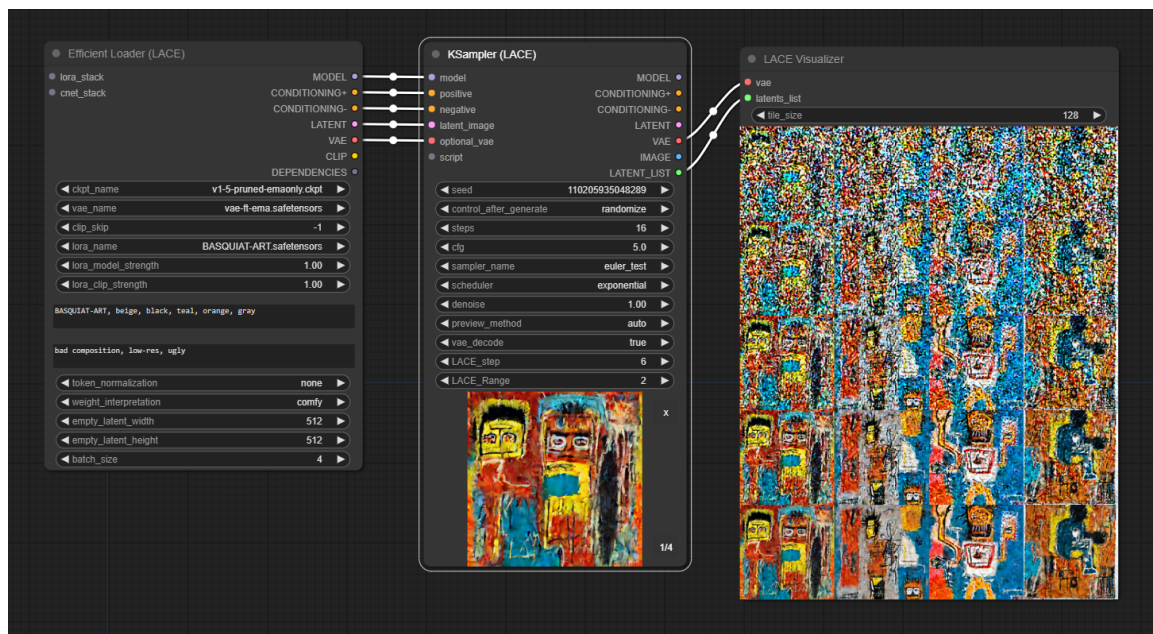 Efficient Loader (LACE)
lora_stack
MODEL
cnet_stack
CONDITIONING+
CONDITIONING-
LATENT
VAE
CLIP
DEPENDENCIES
ckpt_name v1-5-pruned-emaonly.ckpt
vae_name vae-ft-ema.safetensors
clip_skip -1
lora_name BASQUIAT-ART.safetensors
lora_model_strength 1.00
lora_clip_strength 1.00
BASQUIAT-ART, beige, black, teal, orange, gray
bad composition, low-res, ugly
token_normalization none
weight_interpretation comfy
empty_latent_width 512
empty_latent_height 512
batch_size 4
KSampler (LACE)
model MODEL
positive CONDITIONING+
negative CONDITIONING-
latent_image LATENT
optional_vae VAE
script IMAGE
LATENT_LIST
seed 110205935048289
control_after_generate randomize
steps 16
cfg 5.0
sampler_name euler_test
scheduler exponential
denoise 1.00
preview_method auto
vae_decode true
LACE_step 6
LACE_Range 2
x
1/4
LACE Visualizer
vae
latents_list
tile_size 128